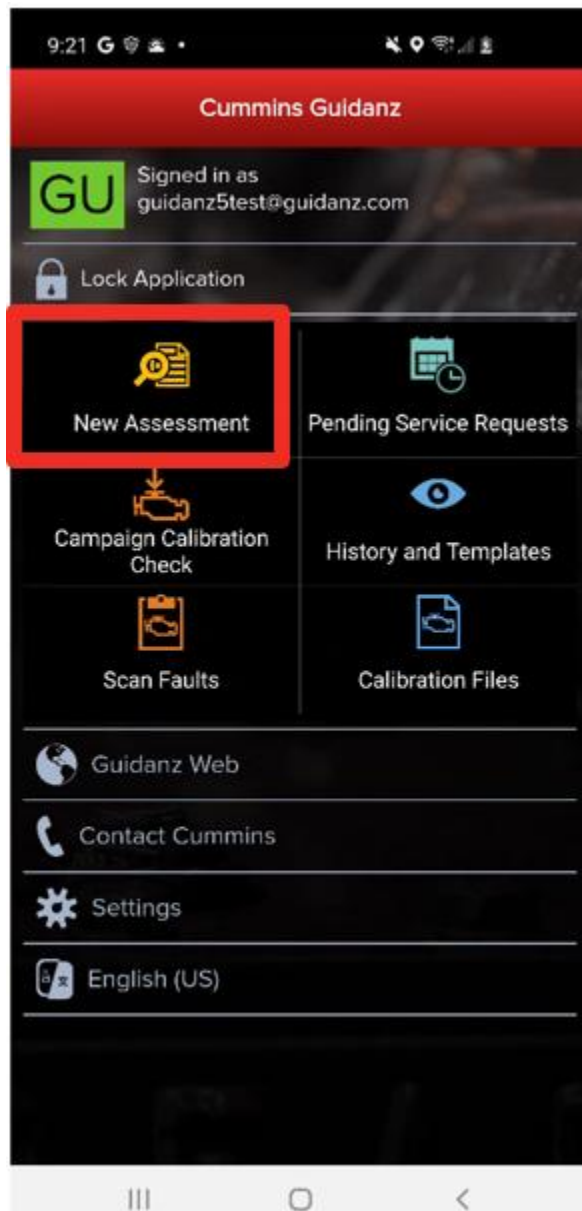 9:21 G
Cummins Guidanz
GU
Signed in as
guidanz5test@guidanz.com
Lock Application
New Assessment
Pending Service Requests
Campaign Calibration
Check
History and Templates
Scan Faults
Calibration Files
Guidanz Web
Contact Cummins
Settings
English (US)